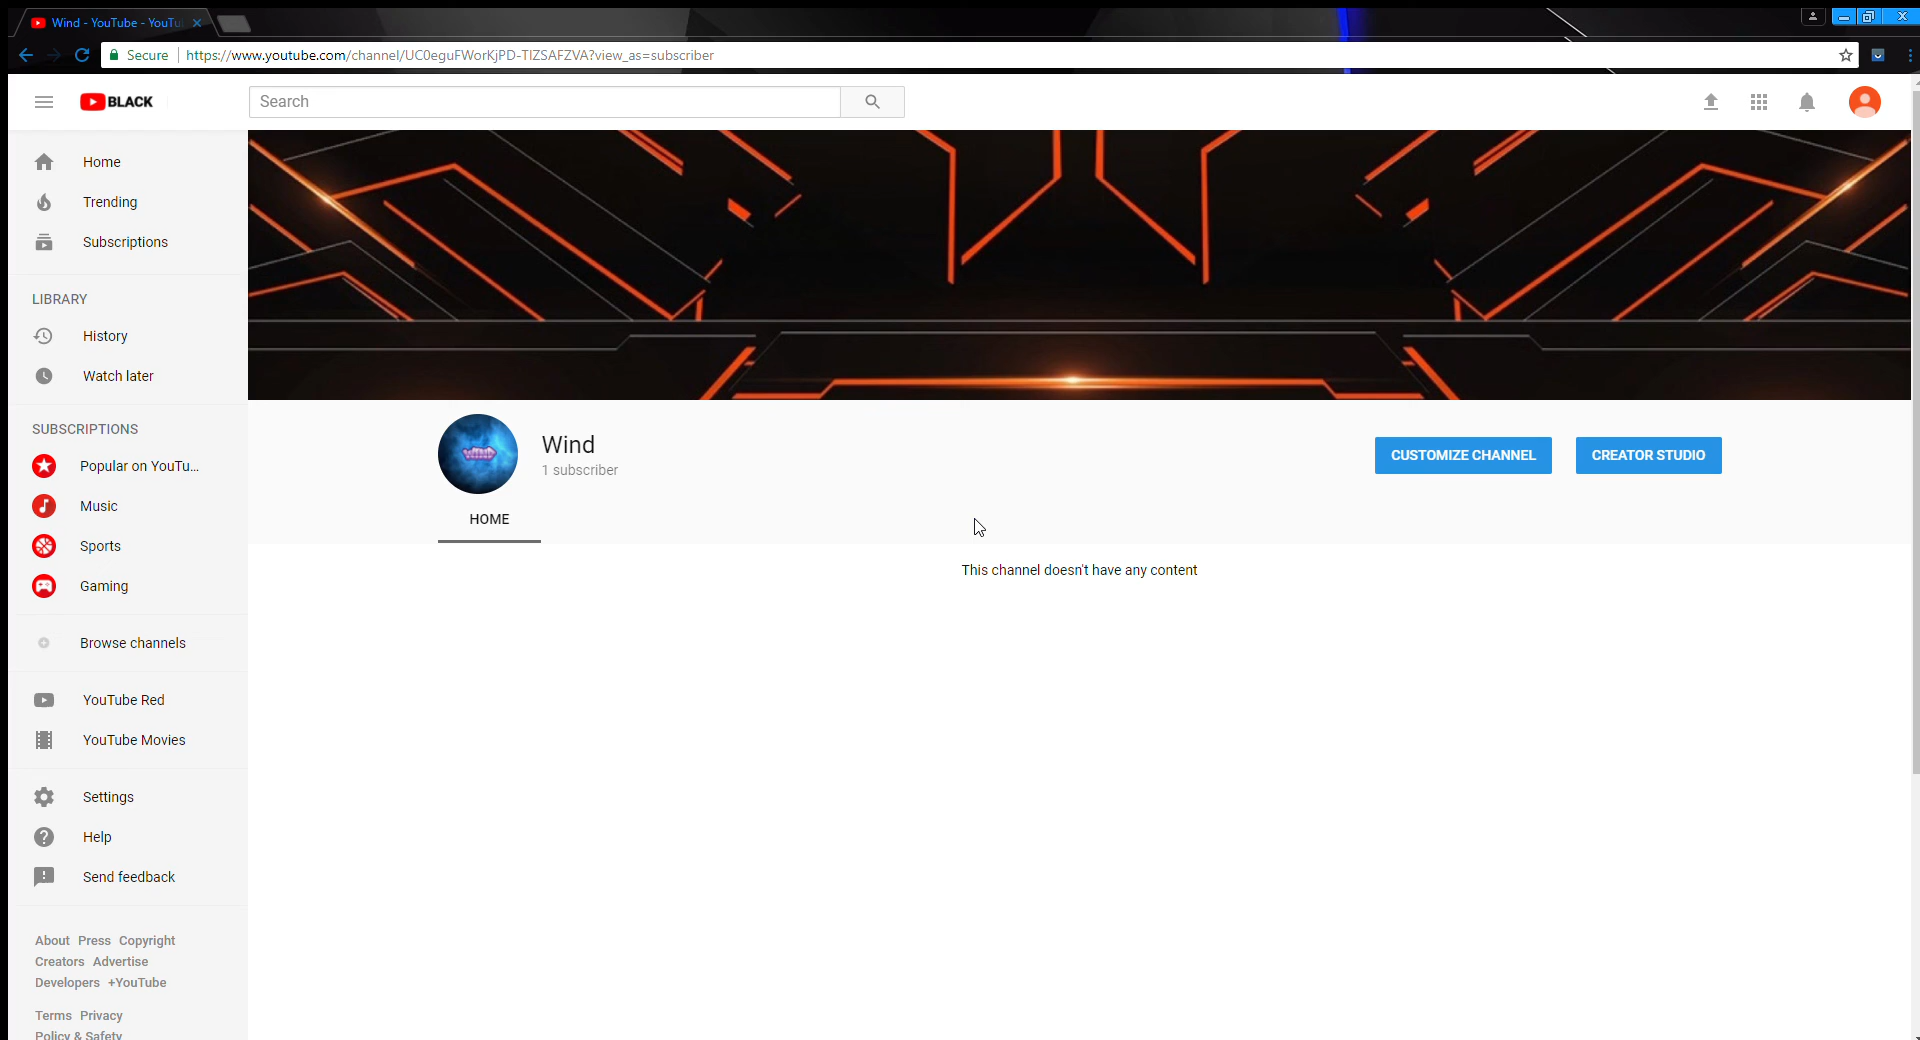 Wind - YouTube - YouTu
Secure https://www.youtube.com/channel/UC0eguFWorKjPD-TIZSAFZVA?view_as=subscriber
BLACK
Search
Home
Trending
Subscriptions
LIBRARY
History
Watch later
SUBSCRIPTIONS
Popular on YouTu...
Music
Sports
Gaming
Browse channels
YouTube Red
YouTube Movies
Settings
Help
Send feedback
About Press Copyright
Creators Advertise
Developers +YouTube
Terms Privacy
Policy & Safety
Wind
1 subscriber
CUSTOMIZE CHANNEL
CREATOR STUDIO
HOME
This channel doesn't have any content